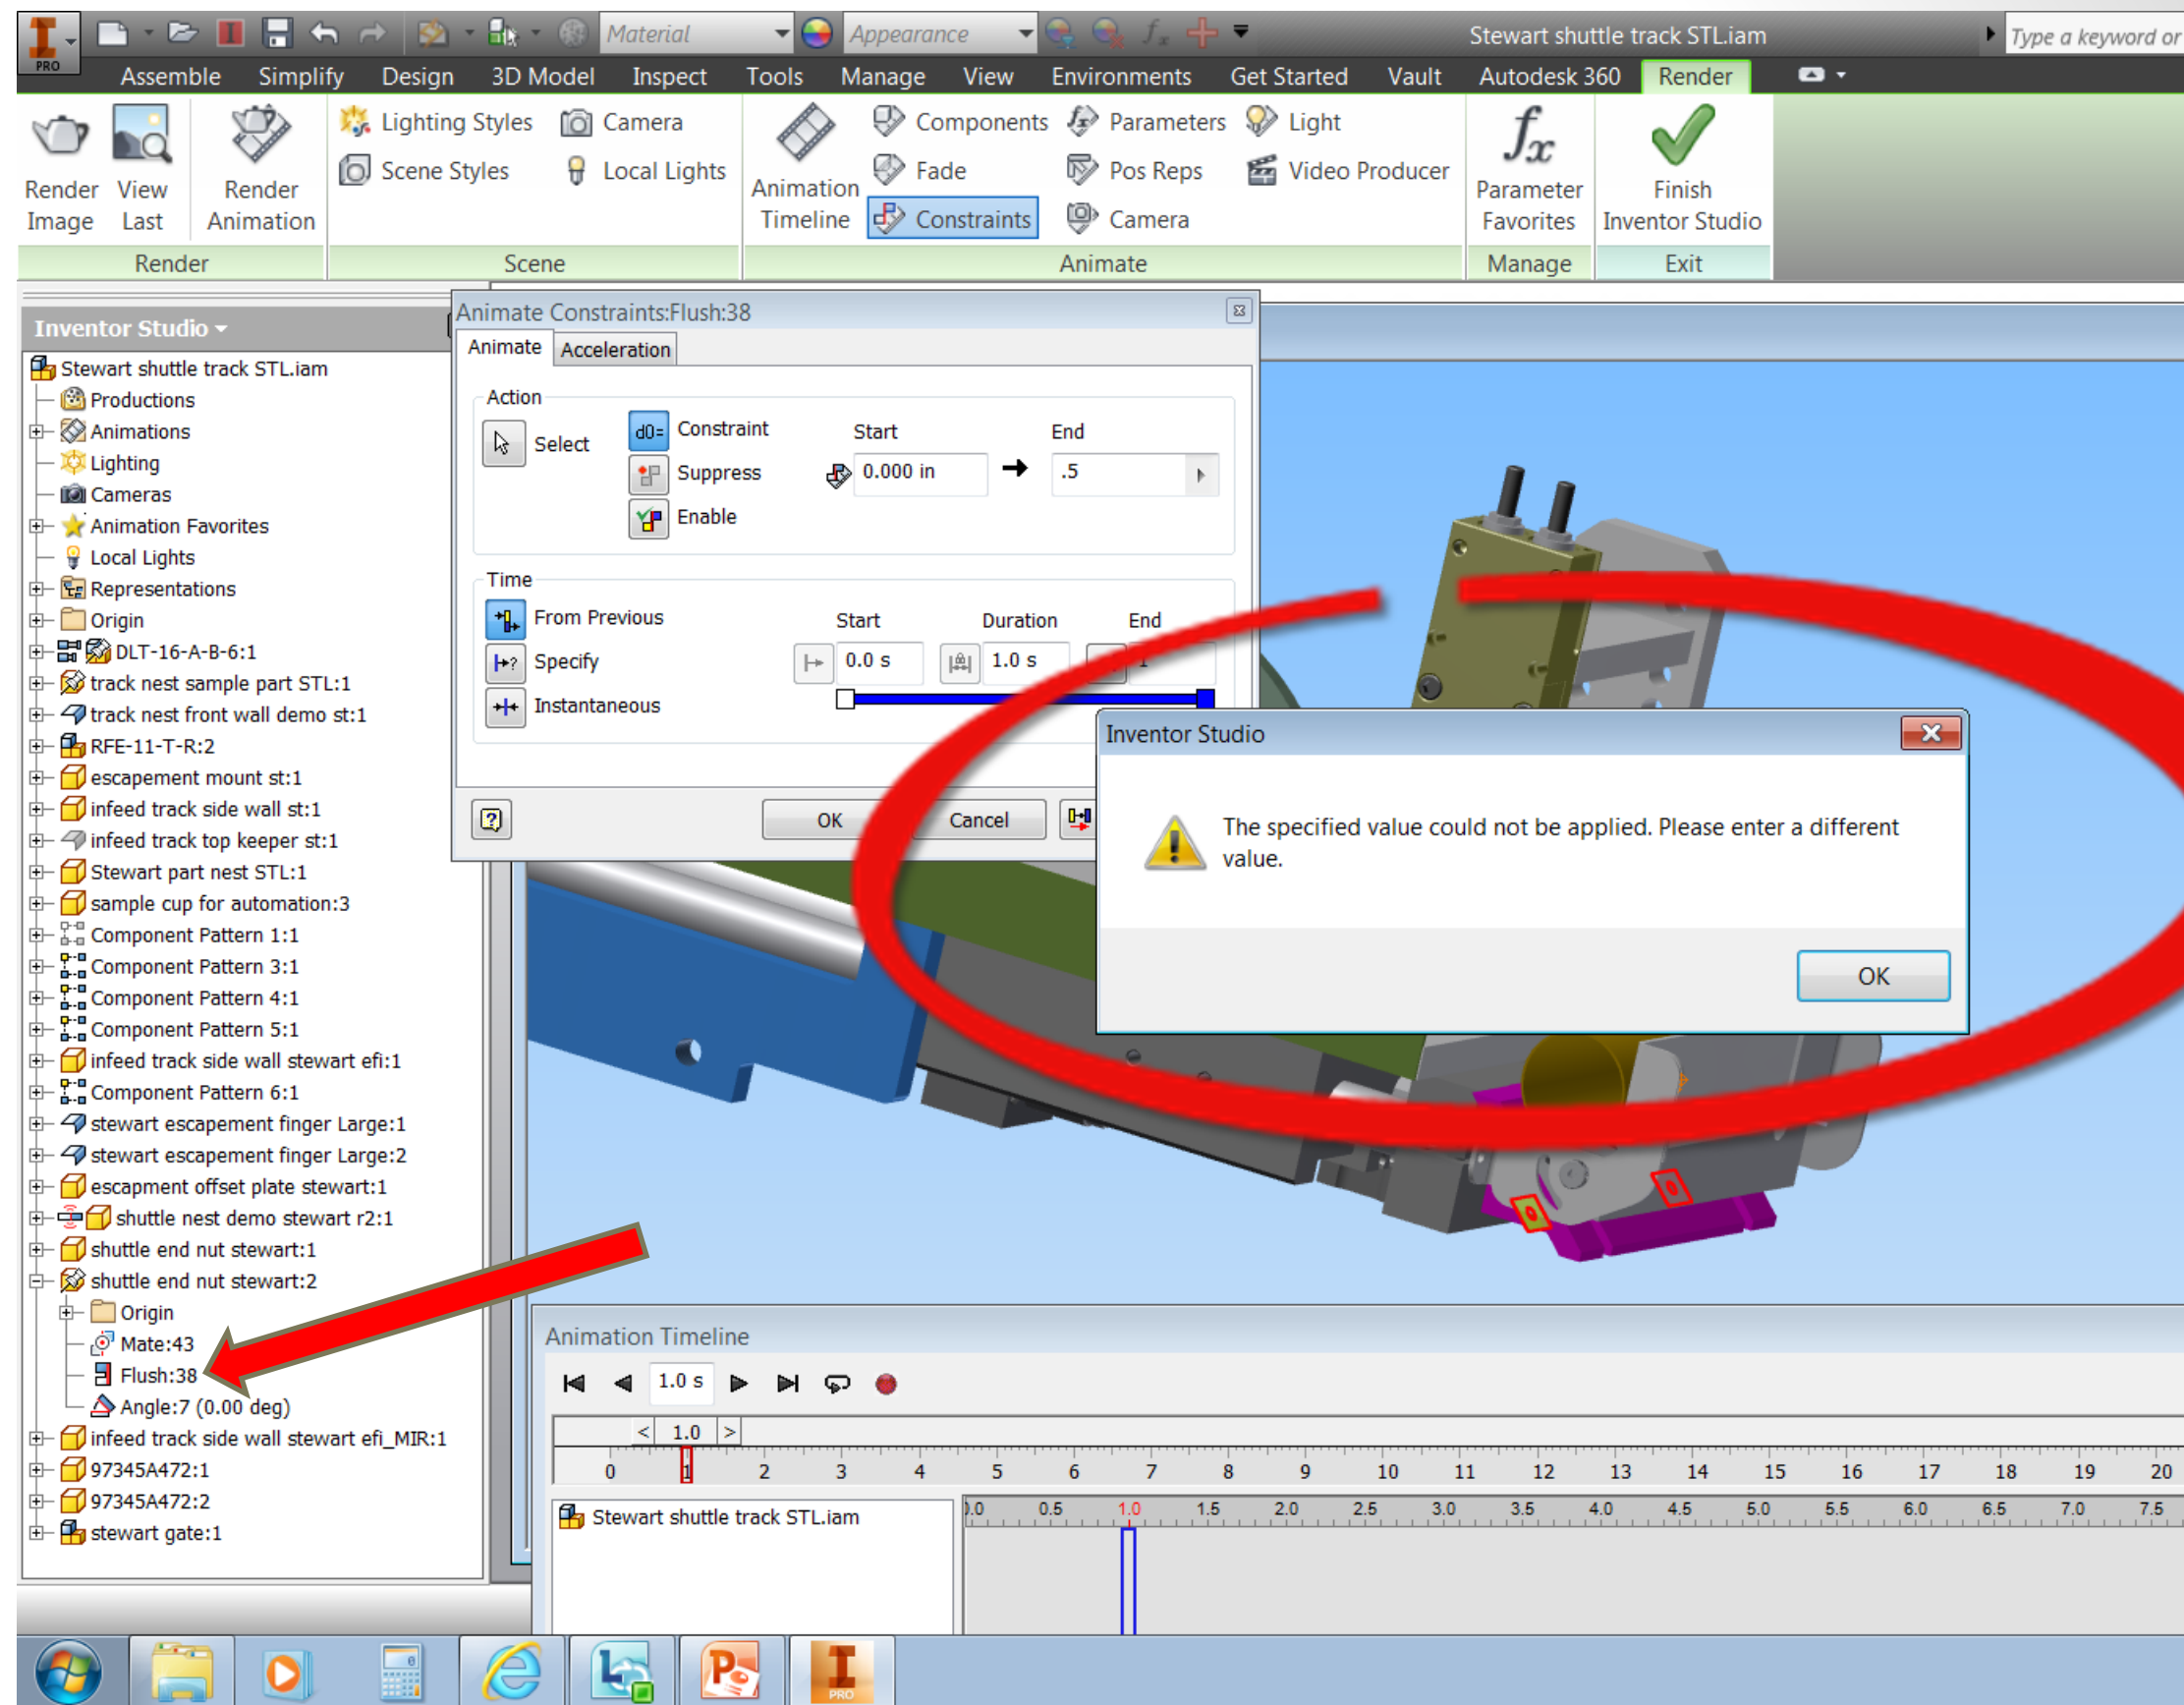 PRO
Material
Appearance
Stewart shuttle track STL.iam
Type a keyword or
Assemble Simplify Design 3D Model Inspect Tools Manage View Environments Get Started Vault Autodesk 360 Render
Render Image
View Last
Render Animation
Lighting Styles
Scene Styles
Camera
Local Lights
Animation Timeline
Components
Fade
Constraints
Parameters
Pos Reps
Camera
Light
Video Producer
fx
Parameter Favorites
Finish Inventor Studio
Render Scene Animate Manage Exit
Inventor Studio
Stewart shuttle track STL.iam
Productions
Animations
Lighting
Cameras
Animation Favorites
Local Lights
Representations
Origin
DLT-16-A-B-6:1
track nest sample part STL:1
track nest front wall demo st:1
RFE-11-T-R:2
escapement mount st:1
infeed track side wall st:1
infeed track top keeper st:1
Stewart part nest STL:1
sample cup for automation:3
Component Pattern 1:1
Component Pattern 3:1
Component Pattern 4:1
Component Pattern 5:1
infeed track side wall stewart efi:1
Component Pattern 6:1
stewart escapement finger Large:1
stewart escapement finger Large:2
escapment offset plate stewart:1
shuttle nest demo stewart r2:1
shuttle end nut stewart:1
shuttle end nut stewart:2
Origin
Mate:43
Flush:38
Angle:7 (0.00 deg)
infeed track side wall stewart efi_MIR:1
97345A472:1
97345A472:2
stewart gate:1
Animate Constraints:Flush:38
Animate Acceleration
Action
Select
d0= Constraint
Suppress
Enable
Start End
0.000 in .5
Time
From Previous
Specify
Instantaneous
Start Duration End
0.0 s 1.0 s 1
OK Cancel
Inventor Studio
The specified value could not be applied. Please enter a different
value.
OK
Animation Timeline
1.0 s
< 1.0 >
0 1 2 3 4 5 6 7 8 9 10 11 12 13 14 15 16 17 18 19 20
Stewart shuttle track STL.iam
0.0 0.5 1.0 1.5 2.0 2.5 3.0 3.5 4.0 4.5 5.0 5.5 6.0 6.5 7.0 7.5
PRO